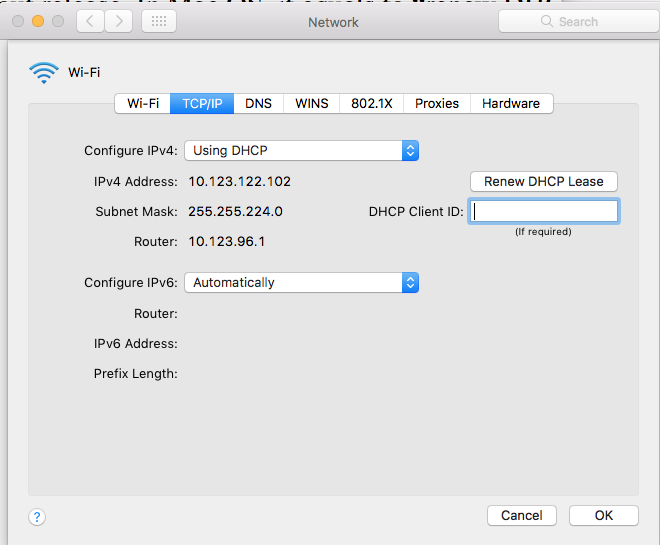 Network
Search
Wi-Fi
Wi-Fi TCP/IP DNS WINS 802.1X Proxies Hardware
Configure IPv4: Using DHCP
IPv4 Address: 10.123.122.102 Renew DHCP Lease
Subnet Mask: 255.255.224.0 DHCP Client ID:
(If required)
Router: 10.123.96.1
Configure IPv6: Automatically
Router:
IPv6 Address:
Prefix Length:
? Cancel OK